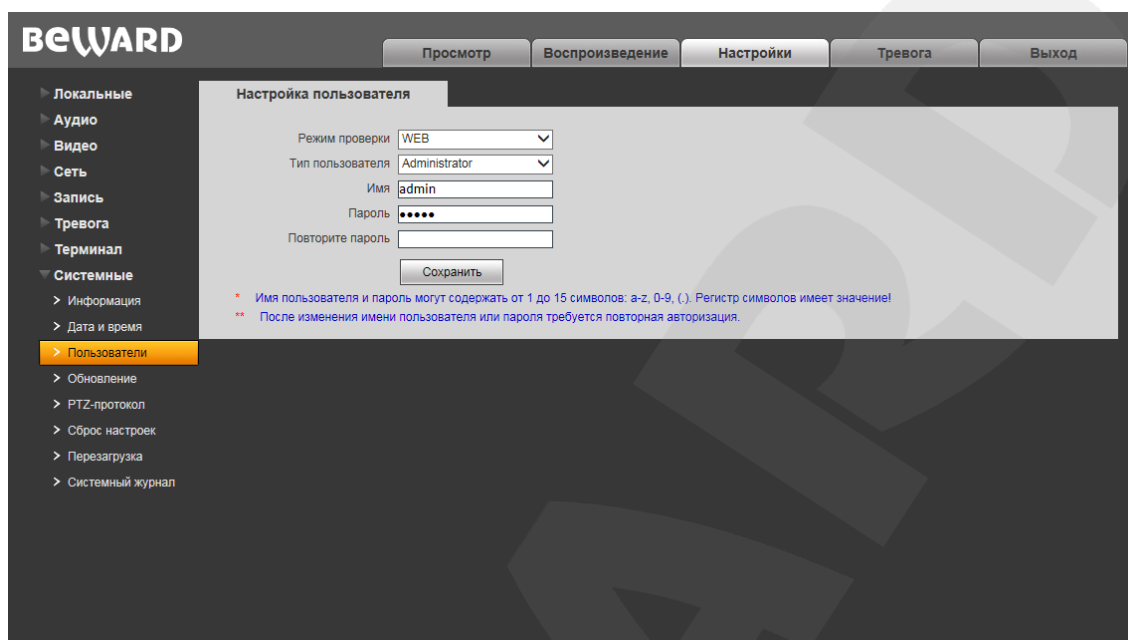 BEWARD
Просмотр Воспроизведение Настройки Тревога Выход
Локальные
Аудио
Видео
Сеть
Запись
Тревога
Терминал
Системные
Информация
Дата и время
Пользователи
Обновление
PTZ-протокол
Сброс настроек
Перезагрузка
Системный журнал
Настройка пользователя
Режим проверки WEB
Тип пользователя Administrator
Имя admin
Пароль •••••
Повторите пароль
Сохранить
* Имя пользователя и пароль могут содержать от 1 до 15 символов: a-z, 0-9, (.). Регистр символов имеет значение!
** После изменения имени пользователя или пароля требуется повторная авторизация.